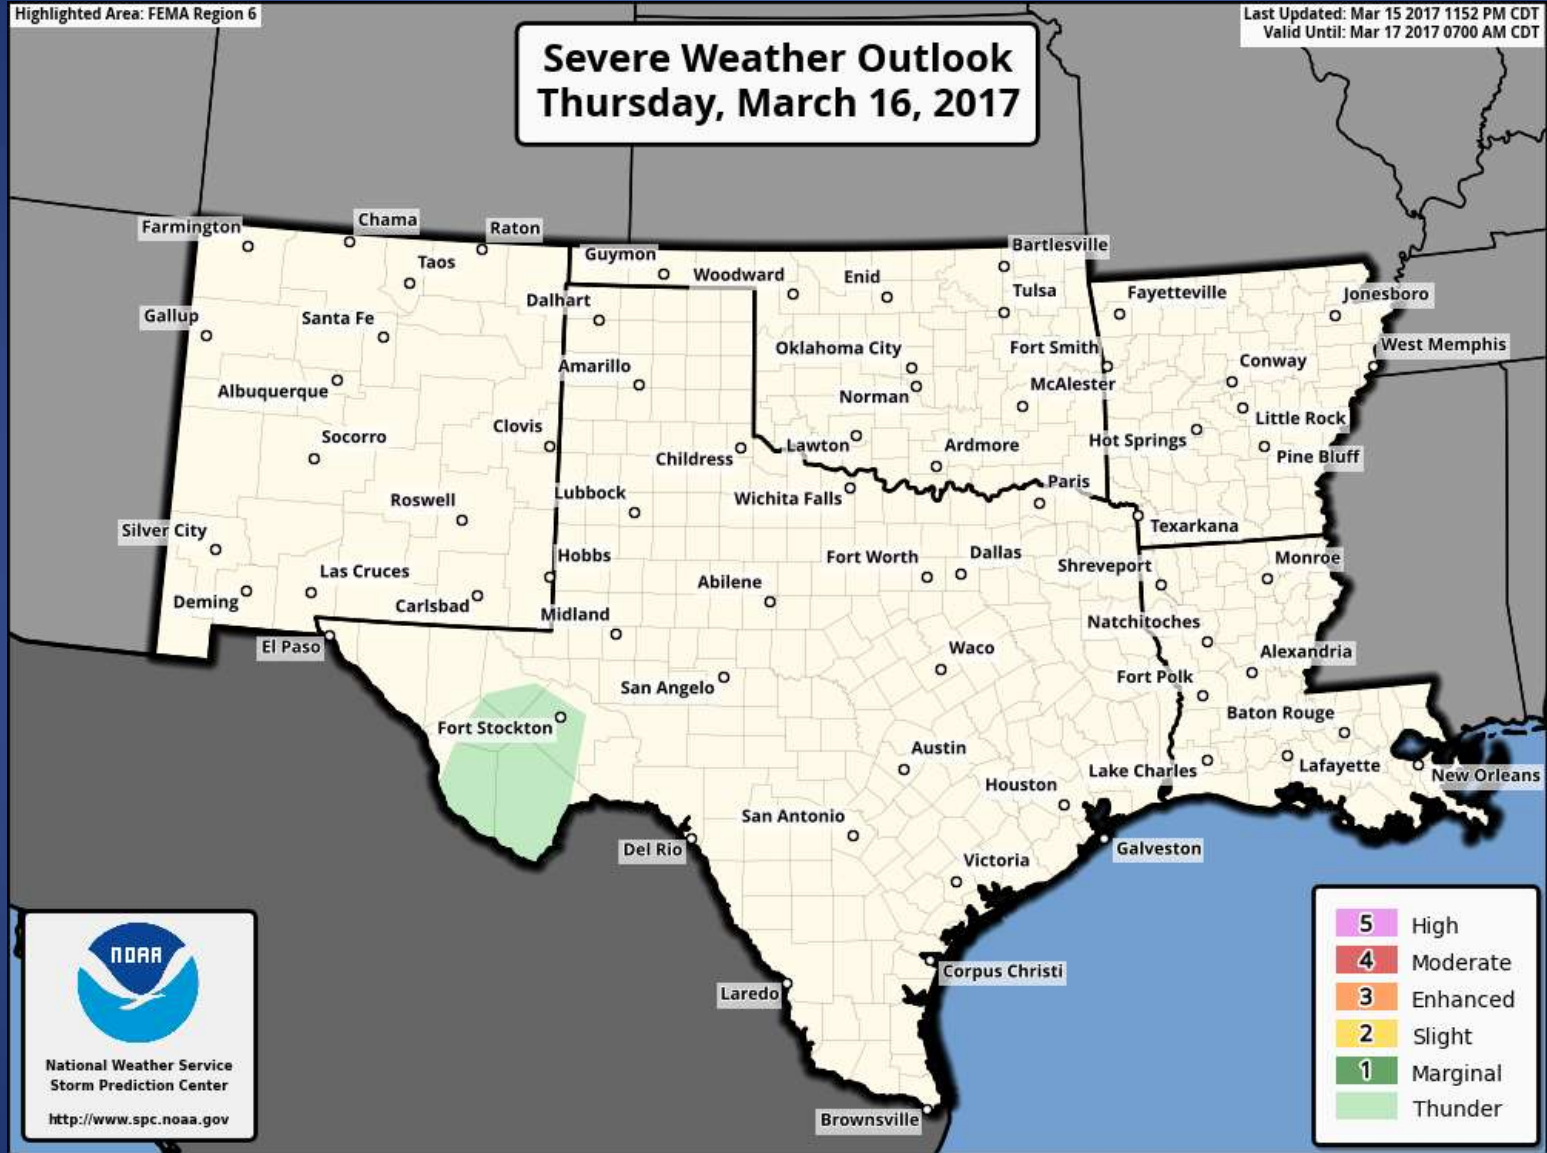 Highlighted Area: FEMA Region 6
Last Updated: Mar 15 2017 1152 PM CDT
Valid Until: Mar 17 2017 0700 AM CDT
Severe Weather Outlook
Thursday, March 16, 2017
Farmington
Chama
Raton
Taos
Guymon
Woodward
Enid
Bartlesville
Dalhart
Tulsa
Fayetteville
Jonesboro
Gallup
Santa Fe
Oklahoma City
Fort Smith
West Memphis
Amarillo
Conway
Albuquerque
Norman
McAlester
Little Rock
Socorro
Clovis
Childress
Lawton
Ardmore
Hot Springs
Pine Bluff
Roswell
Lubbock
Wichita Falls
Paris
Silver City
Texarkana
Las Cruces
Hobbs
Fort Worth
Dallas
Shreveport
Monroe
Deming
Carlsbad
Midland
Abilene
Natchitoches
El Paso
Waco
Alexandria
San Angelo
Fort Polk
Fort Stockton
Baton Rouge
Austin
Lake Charles
Lafayette
New Orleans
Houston
San Antonio
Del Rio
Galveston
Victoria
Corpus Christi
Laredo
Brownsville
NOAA
National Weather Service
Storm Prediction Center
http://www.spc.noaa.gov
5 High
4 Moderate
3 Enhanced
2 Slight
1 Marginal
Thunder